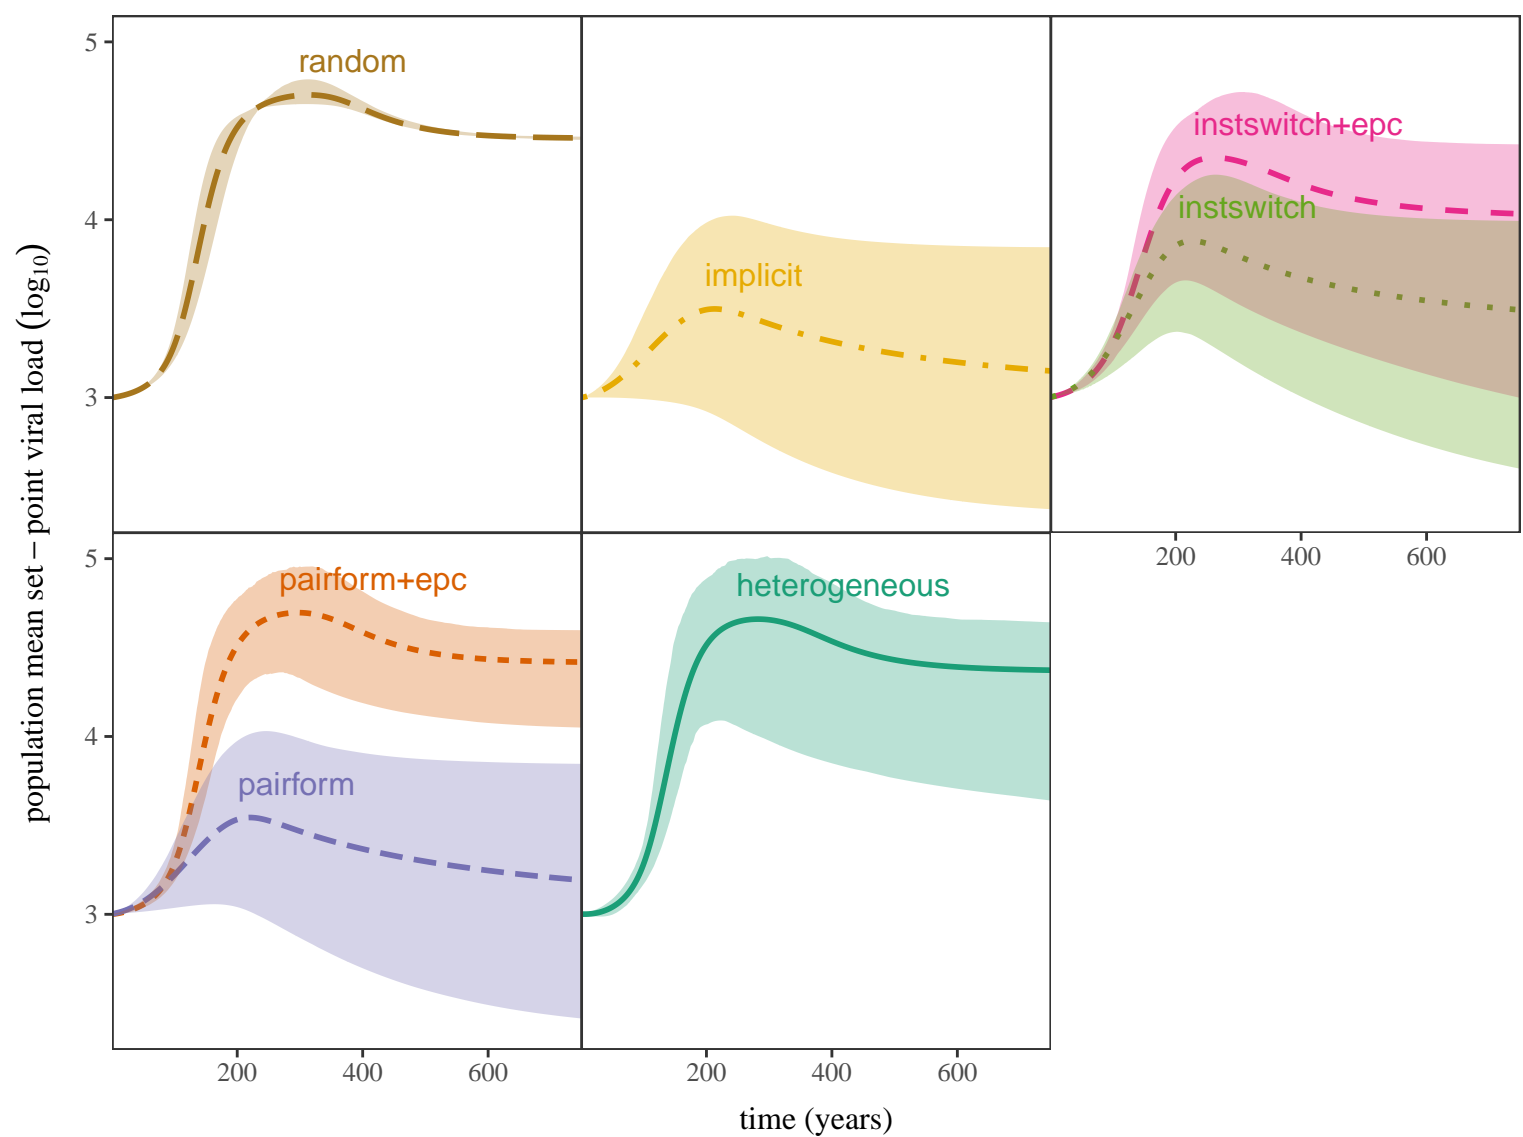 5
4
3
random
implicit
instswitch+epc
instswitch
200 400 600
population mean set−point viral load (log10)
5
4
3
pairform+epc
pairform
heterogeneous
200 400 600
200 400 600
time (years)